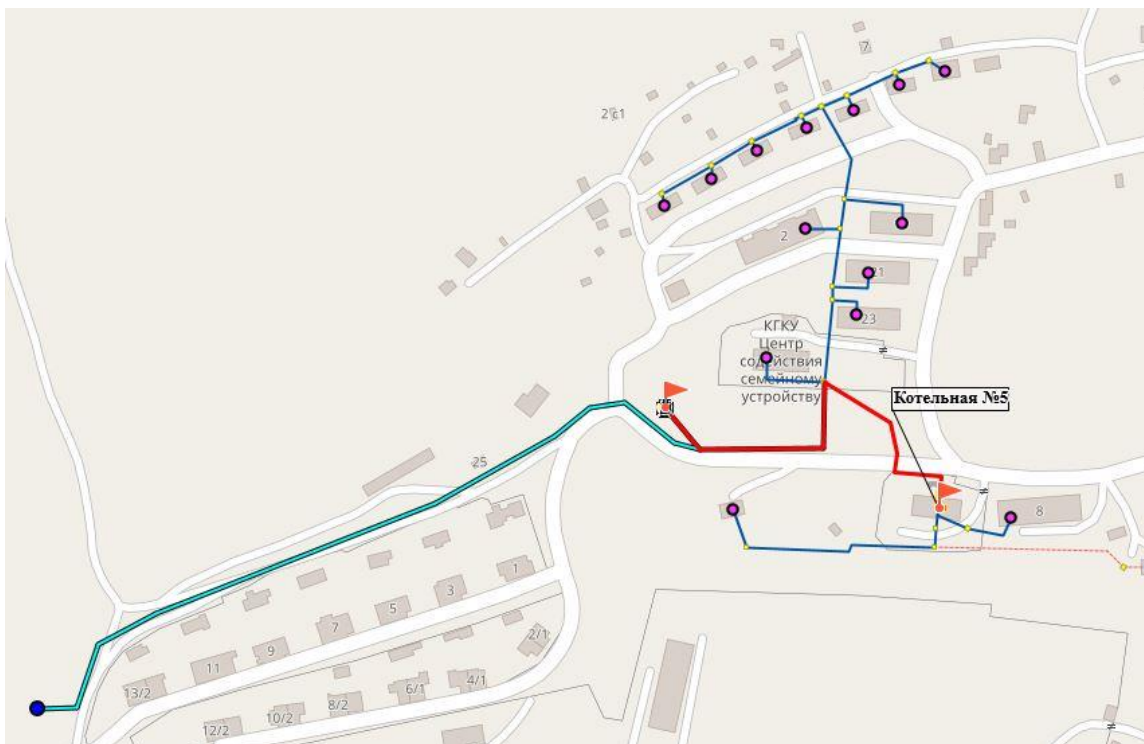 7
2 с1
2
21
23
КГКУ
Центр
содействия
семейному
устройству
Котельная №5
25
8
1
3
5
7
9
11
13/2
2/1
4/1
6/1
8/2
10/2
12/2